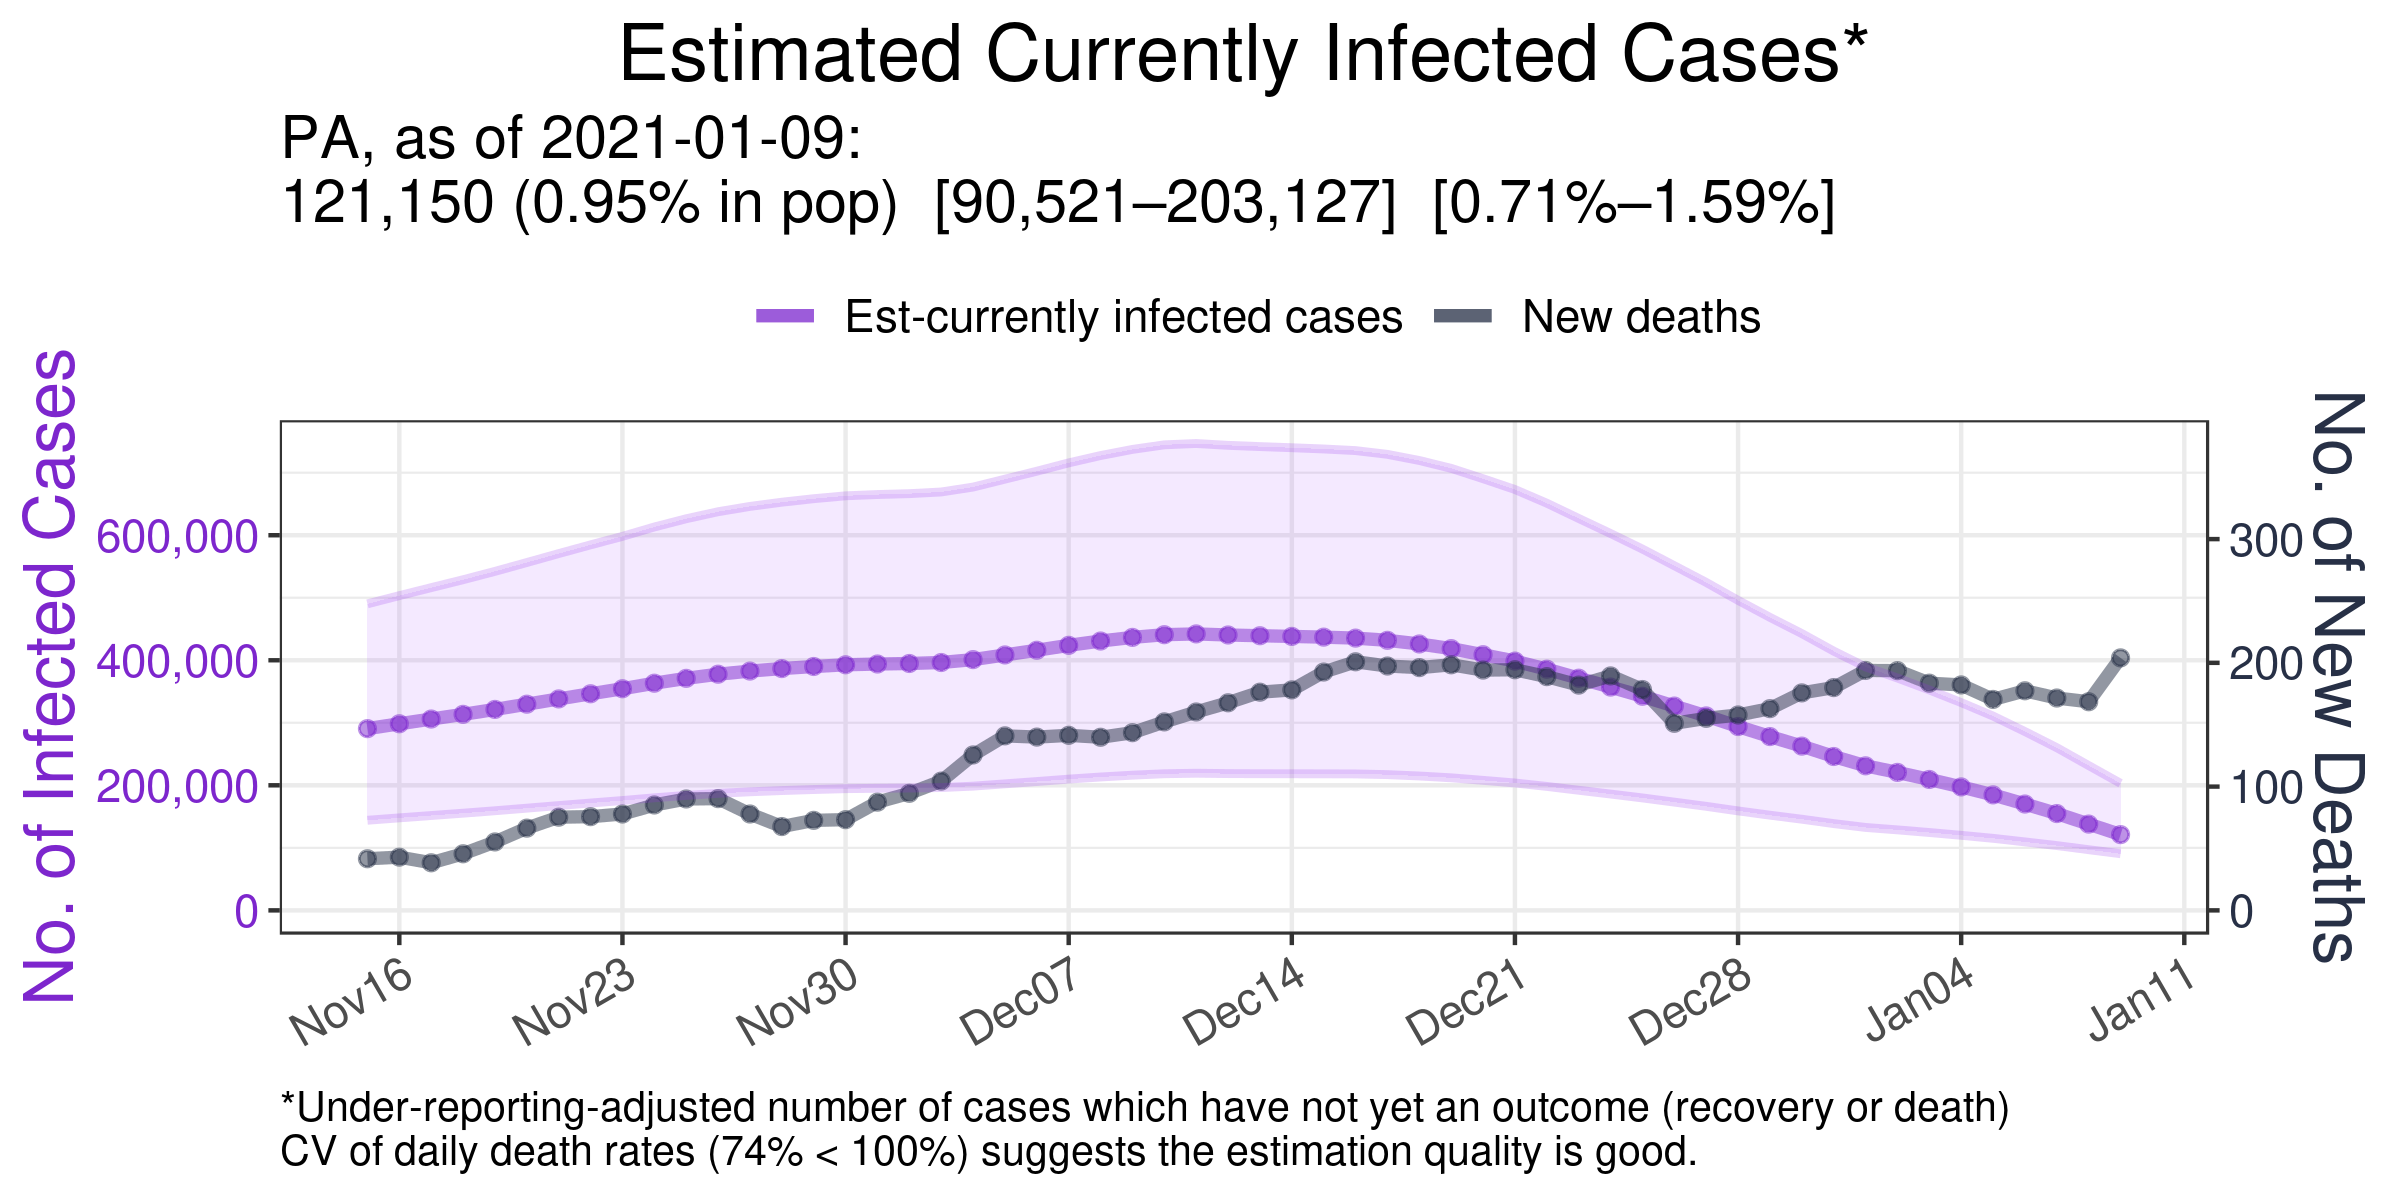 Estimated Currently Infected Cases*
PA, as of 2021-01-09:
121,150 (0.95% in pop)  [90,521–203,127]  [0.71%–1.59%]
Est-currently infected cases
New deaths
No. of Infected Cases
600,000
400,000
200,000
0
No. of New Deaths
300
200
100
0
Nov16
Nov23
Nov30
Dec07
Dec14
Dec21
Dec28
Jan04
Jan11
*Under-reporting-adjusted number of cases which have not yet an outcome (recovery or death)
CV of daily death rates (74% < 100%) suggests the estimation quality is good.